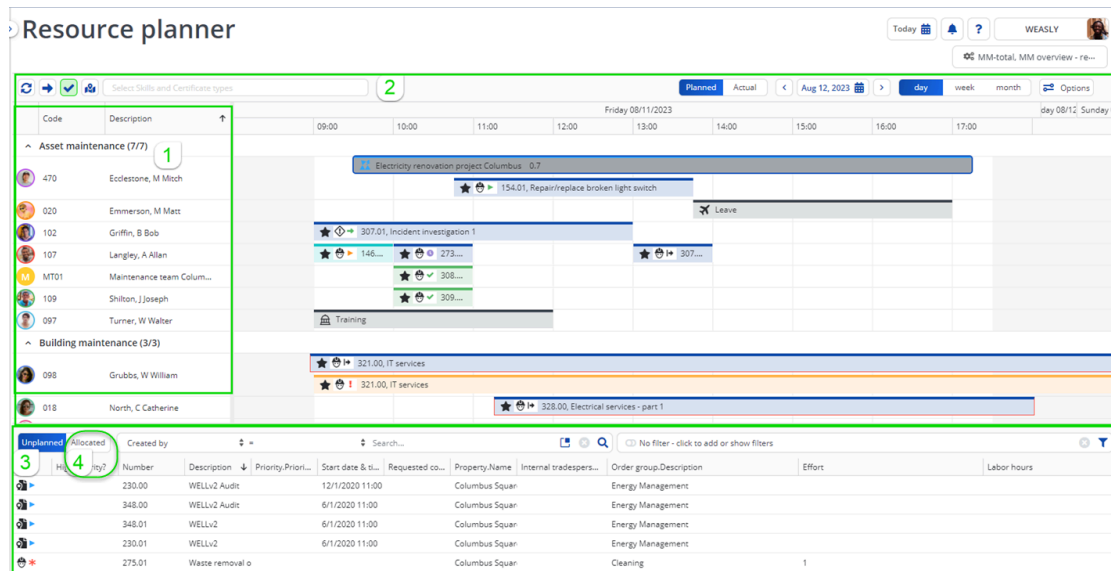 Resource planner
Today
?
WEASLY
MM-total, MM overview - re...
Select Skills and Certificate types
2
Planned
Actual
Aug 12, 2023
day
week
month
Options
Code
Description
Friday 08/11/2023
day 08/12
Sunday
09:00
10:00
11:00
12:00
13:00
14:00
15:00
16:00
17:00
Asset maintenance (7/7)
1
Electricity renovation project Columbus 0.7
470
Ecclestone, M Mitch
154.01, Repair/replace broken light switch
020
Emmerson, M Matt
Leave
102
Griffin, B Bob
307.01, Incident investigation 1
107
Langley, A Allan
146....
273....
307....
M
MT01
Maintenance team Colum...
308....
109
Shilton, J Joseph
309....
097
Turner, W Walter
Training
Building maintenance (3/3)
321.00, IT services
098
Grubbs, W William
321.00, IT services
018
North, C Catherine
328.00, Electrical services - part 1
Unplanned
Allocated
Created by
=
Search...
No filter - click to add or show filters
3
4
Number
Description
Priority.Priori...
Start date & ti...
Requested co...
Property.Name
Internal tradespers...
Order group.Description
Effort
Labor hours
230.00
WELLv2 Audit
12/1/2020 11:00
Columbus Squar
Energy Management
348.00
WELLv2 Audit
6/1/2020 11:00
Columbus Squar
Energy Management
348.01
WELLv2
6/1/2020 11:00
Columbus Squar
Energy Management
230.01
WELLv2
6/1/2020 11:00
Columbus Squar
Energy Management
275.01
Waste removal o
Columbus Squar
Cleaning
1